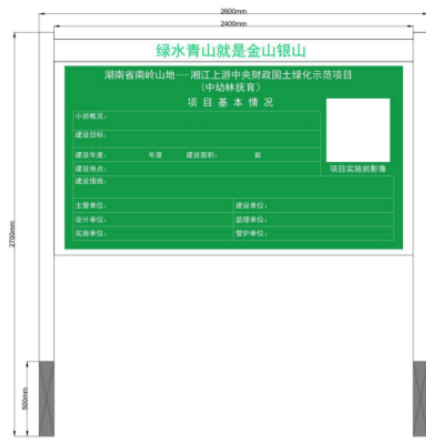 2600mm
2400mm
绿水青山就是金山银山
湖南省南岭山地—湘江上游中央财政国土绿化示范项目
（中幼林抚育）
项目基本情况
小班概况：
建设目标：
建设年度： 年度 建设面积： 亩
建设地点：
项目实施前影像
建设措施：
主管单位： 建设单位：
设计单位： 监理单位：
实施单位： 管护单位：
2700mm
500mm